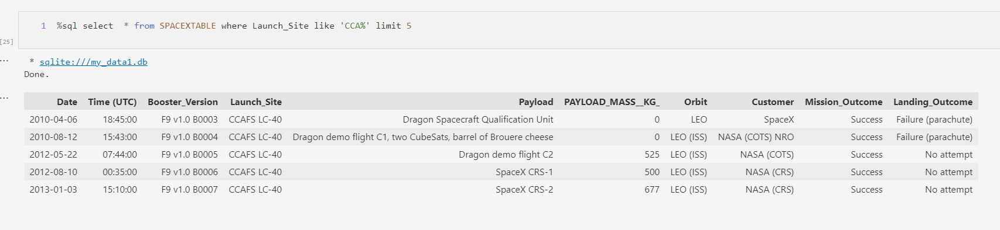 1 %sql select  * from SPACEXTABLE where Launch_Site like 'CCA%' limit 5
[25]
... * sqlite:///my_data1.db
Done.
...
Date Time (UTC) Booster_Version Launch_Site Payload PAYLOAD_MASS__KG_ Orbit Customer Mission_Outcome Landing_Outcome
2010-04-06 18:45:00 F9 v1.0 B0003 CCAFS LC-40 Dragon Spacecraft Qualification Unit 0 LEO SpaceX Success Failure (parachute)
2010-08-12 15:43:00 F9 v1.0 B0004 CCAFS LC-40 Dragon demo flight C1, two CubeSats, barrel of Brouere cheese 0 LEO (ISS) NASA (COTS) NRO Success Failure (parachute)
2012-05-22 07:44:00 F9 v1.0 B0005 CCAFS LC-40 Dragon demo flight C2 525 LEO (ISS) NASA (COTS) Success No attempt
2012-08-10 00:35:00 F9 v1.0 B0006 CCAFS LC-40 SpaceX CRS-1 500 LEO (ISS) NASA (CRS) Success No attempt
2013-01-03 15:10:00 F9 v1.0 B0007 CCAFS LC-40 SpaceX CRS-2 677 LEO (ISS) NASA (CRS) Success No attempt